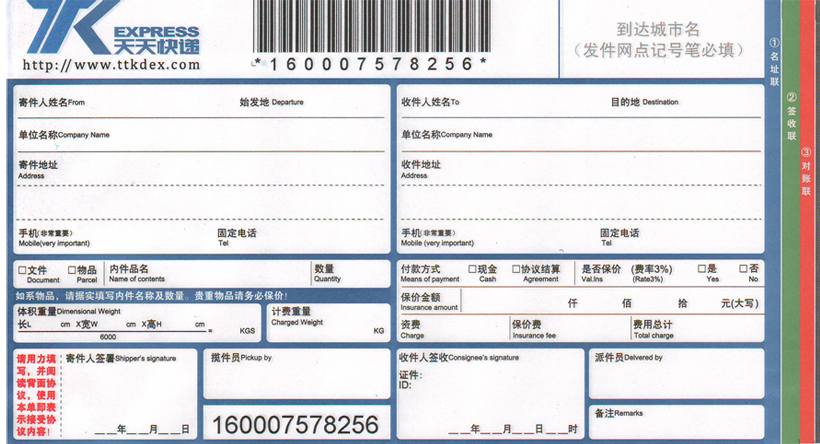 TK EXPRESS
天天快递
http://www.ttkdex.com
*160007578256*
到达城市名
(发件网点记号笔必填)
①名址联
②签收联
③对账联
寄件人姓名From 始发地 Departure
单位名称Company Name
寄件地址
Address
手机(非常重要) 固定电话
Mobile(very important) Tel
收件人姓名To 目的地 Destination
单位名称Company Name
收件地址
Address
手机(非常重要) 固定电话
Mobile(very important) Tel
□文件 □物品 内件品名 数量
Document Parcel Name of contents Quantity
如系物品，请据实填写内件名称及数量。贵重物品请务必保价!
体积重量Dimensional Weight
长L cm X宽W cm X高H cm = KGS
6000
计费重量
Charged Weight
KG
付款方式 □现金 □协议结算 是否保价 (费率3%) □是 □否
Means of payment Cash Agreement Val.Ins (Rate3%) Yes No
保价金额 仟 佰 拾 元(大写)
Insurance amount
资费 保价费 费用总计
Charge Insurance fee Total charge
请用力填
写，并阅
读背面协
议，使用
本单即表
示接受协
议内容!
寄件人签署Shipper's signature
__年__月__日
揽件员Pickup by
160007578256
收件人签收Consignee's signature
证件:
ID:
__年__月__日__时
派件员Delivered by
备注Remarks